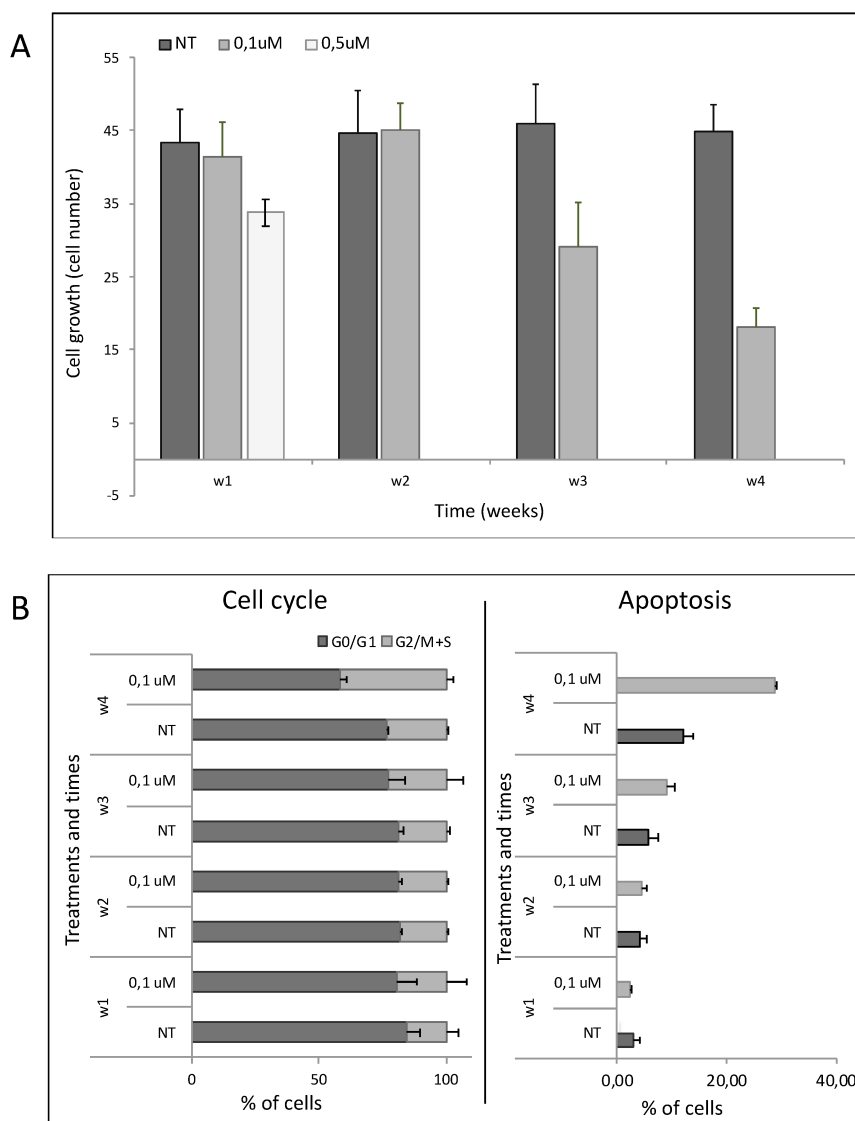 A
NT 0,1uM 0,5uM
55
45
35
25
15
5
-5
Cell growth (cell number)
w1 w2 w3 w4
Time (weeks)
B
Cell cycle
G0/G1 G2/M+S
Treatments and times
w4
0,1 uM
NT
w3
0,1 uM
NT
w2
0,1 uM
NT
w1
0,1 uM
NT
0 50 100
% of cells
Apoptosis
Treatments and times
w4
0,1 uM
NT
w3
0,1 uM
NT
w2
0,1 uM
NT
w1
0,1 uM
NT
0,00 20,00 40,00
% of cells